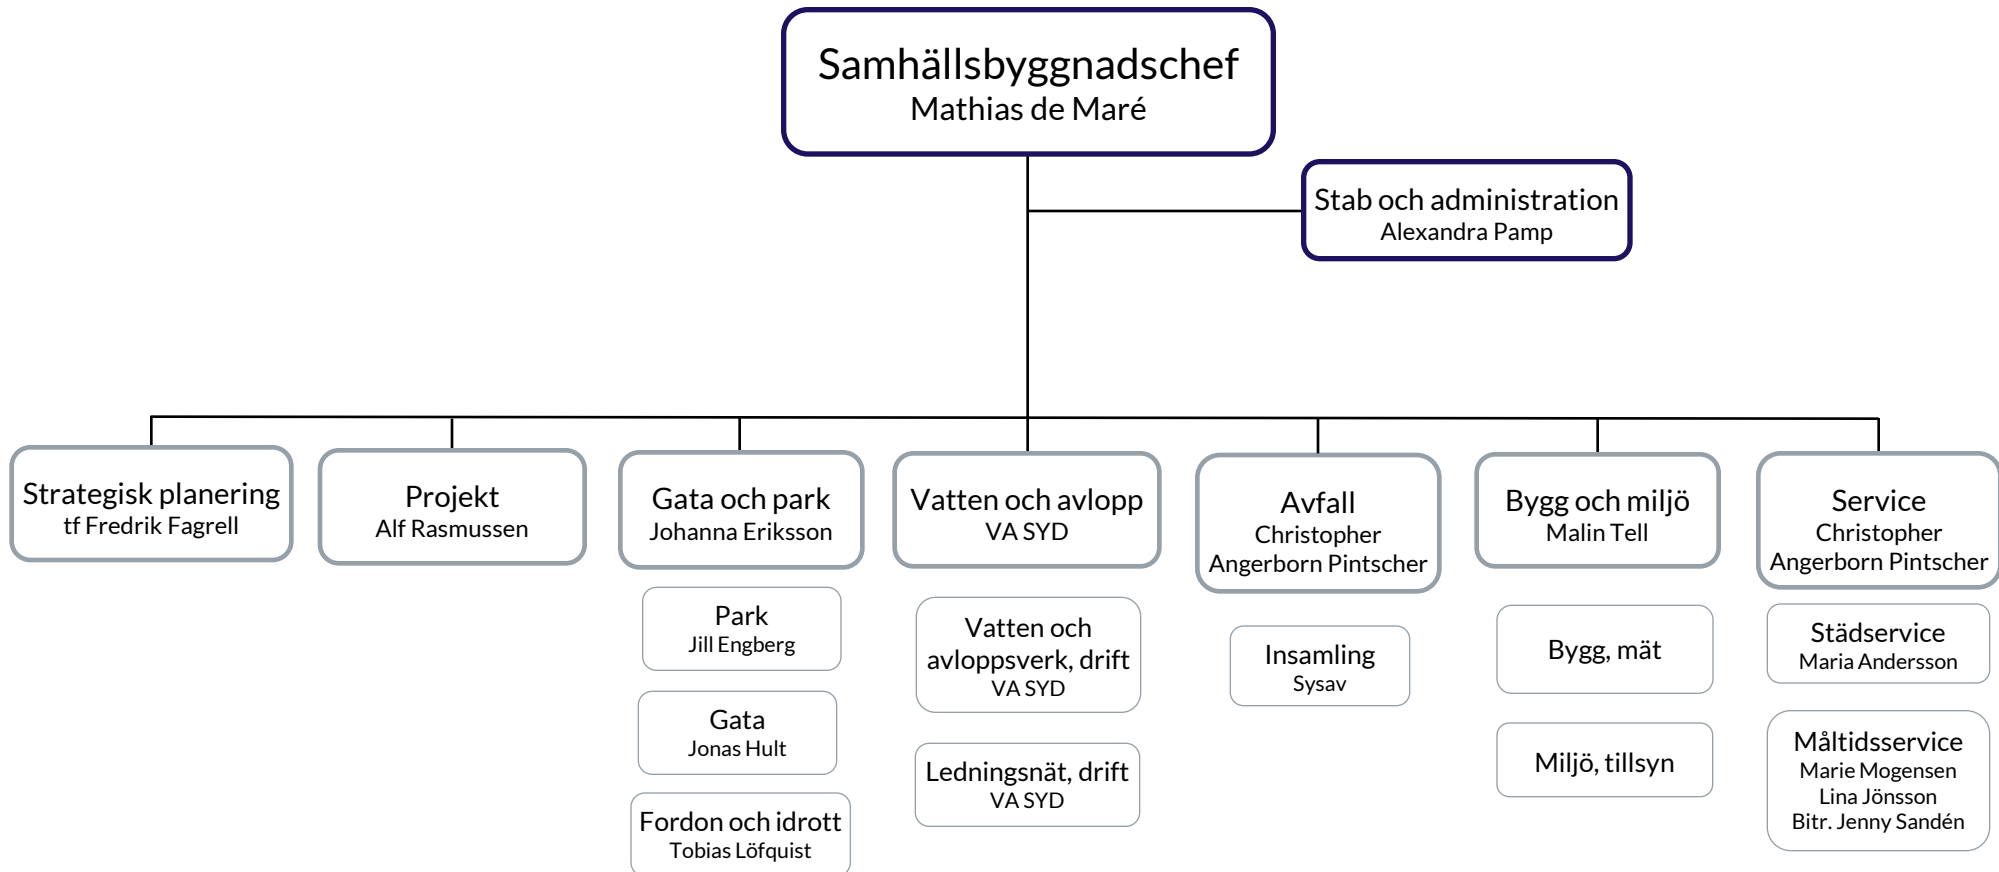 Samhällsbyggnadschef
Mathias de Maré
Stab och administration
Alexandra Pamp
Strategisk planering
tf Fredrik Fagrell
Projekt
Alf Rasmussen
Gata och park
Johanna Eriksson
Park
Jill Engberg
Gata
Jonas Hult
Fordon och idrott
Tobias Löfquist
Vatten och avlopp
VA SYD
Vatten och
avloppsverk, drift
VA SYD
Ledningsnät, drift
VA SYD
Avfall
Christopher
Angerborn Pintscher
Insamling
Sysav
Bygg och miljö
Malin Tell
Bygg, mät
Miljö, tillsyn
Service
Christopher
Angerborn Pintscher
Städservice
Maria Andersson
Måltidsservice
Marie Mogensen
Lina Jönsson
Bitr. Jenny Sandén